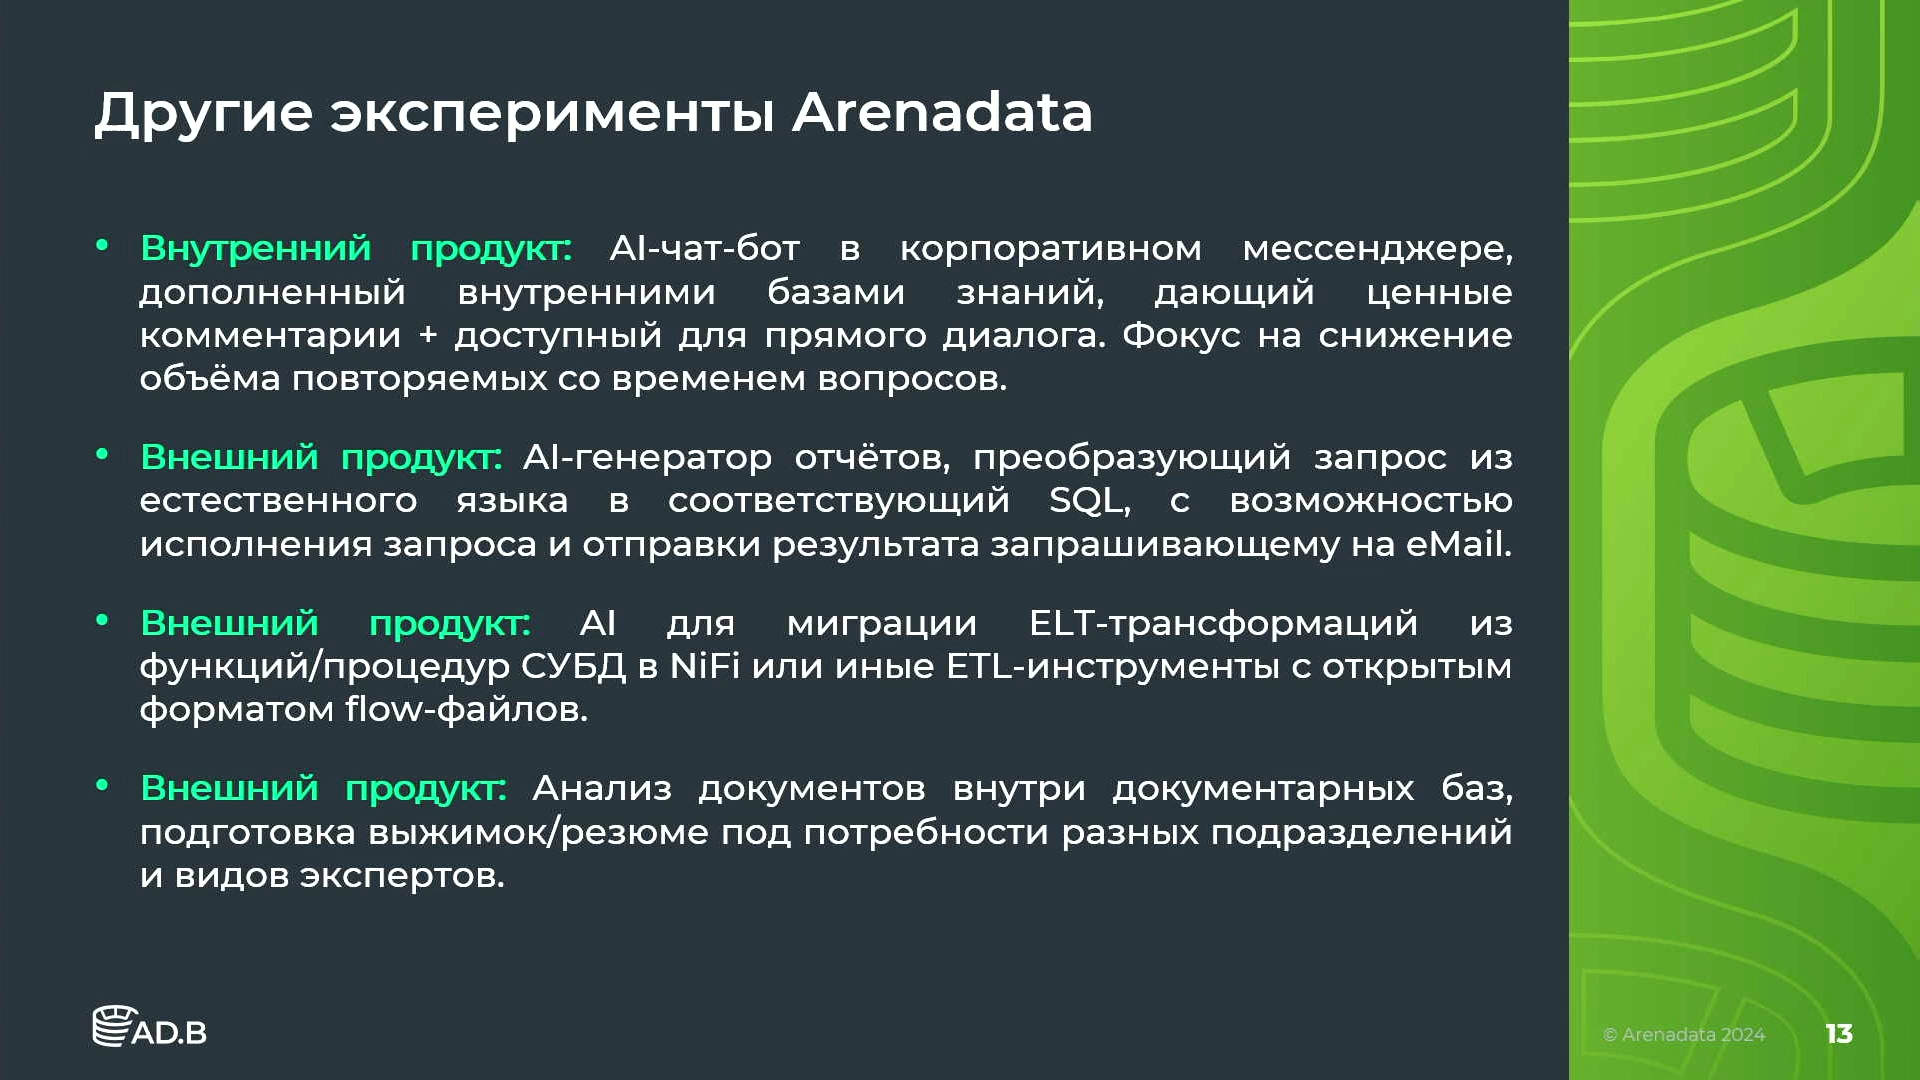 Другие эксперименты Arenadata
• Внутренний продукт: AI-чат-бот в корпоративном мессенджере,
дополненный внутренними базами знаний, дающий ценные
комментарии + доступный для прямого диалога. Фокус на снижение
объёма повторяемых со временем вопросов.
• Внешний продукт: AI-генератор отчётов, преобразующий запрос из
естественного языка в соответствующий SQL, с возможностью
исполнения запроса и отправки результата запрашивающему на eMail.
• Внешний продукт: AI для миграции ELT-трансформаций из
функций/процедур СУБД в NiFi или иные ETL-инструменты с открытым
форматом flow-файлов.
• Внешний продукт: Анализ документов внутри документарных баз,
подготовка выжимок/резюме под потребности разных подразделений
и видов экспертов.
AD.B
© Arenadata 2024
13